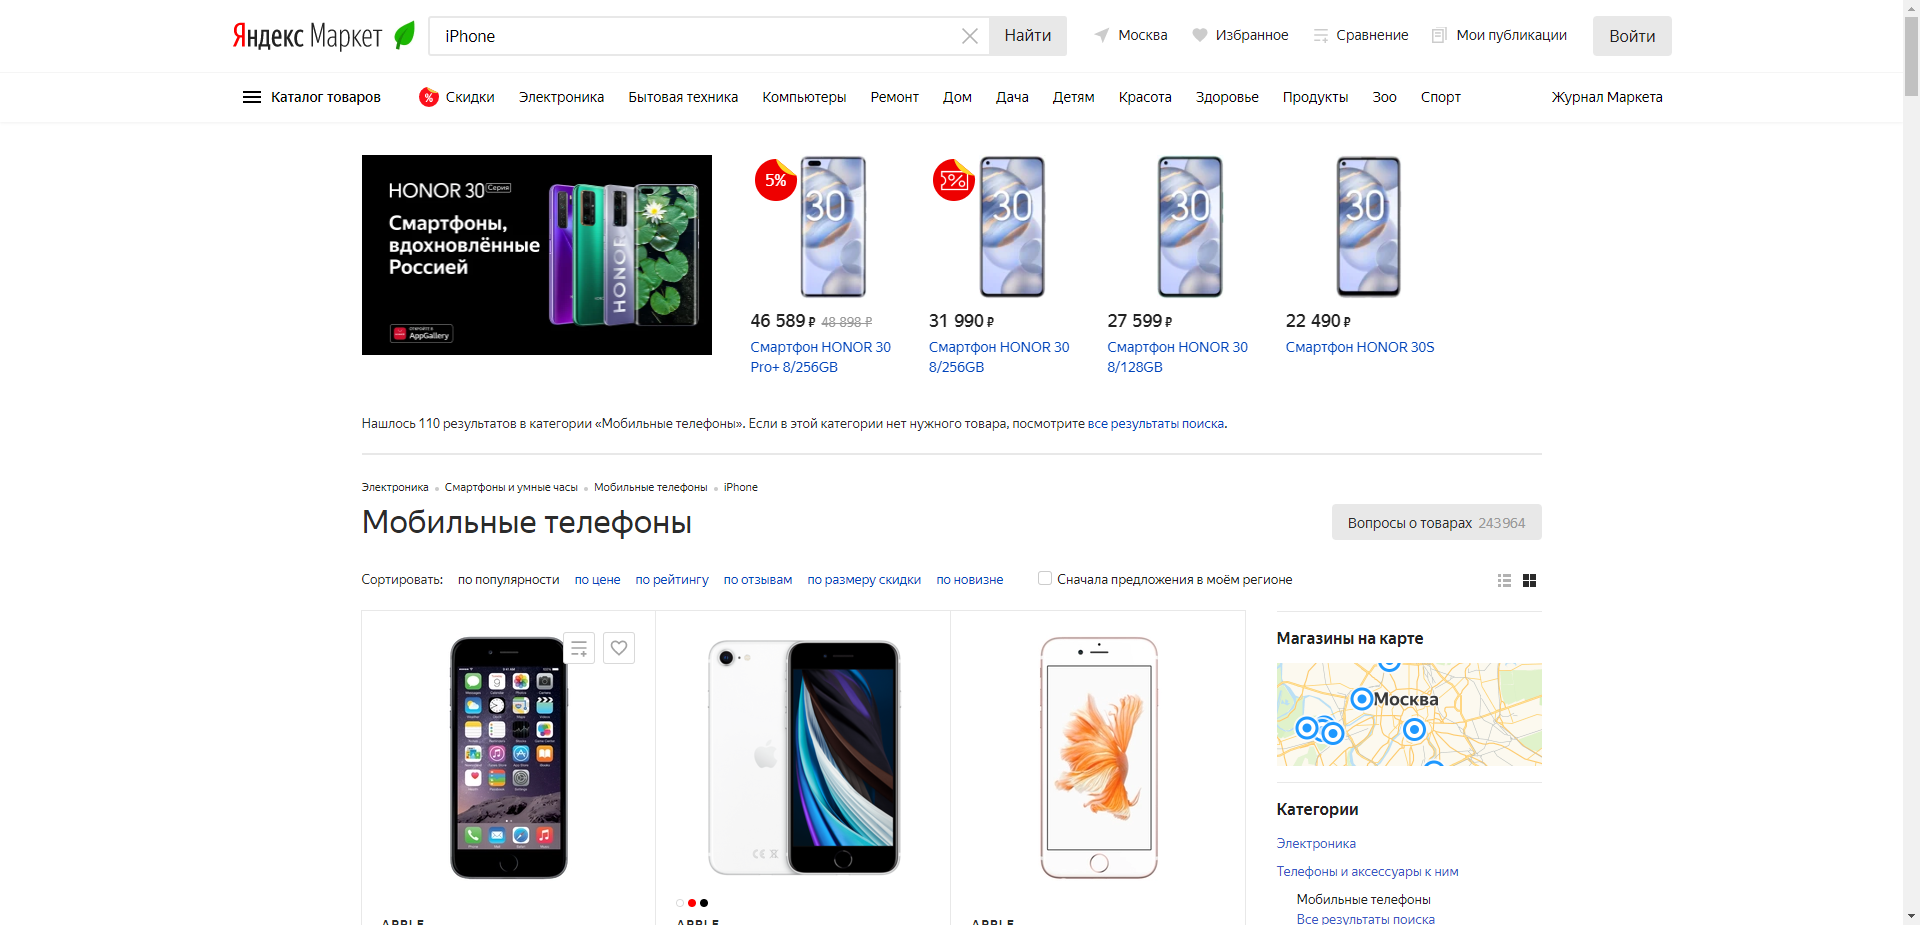 Яндекс Маркет
iPhone
Найти
Москва
Избранное
Сравнение
Мои публикации
Войти
Каталог товаров
%
Скидки
Электроника
Бытовая техника
Компьютеры
Ремонт
Дом
Дача
Детям
Красота
Здоровье
Продукты
Зоо
Спорт
Журнал Маркета
HONOR 30 Серия
Смартфоны,
вдохновлённые
Россией
HONOR
AppGallery
5%
30
46 589 ₽ 48 898 ₽
Смартфон HONOR 30
Pro+ 8/256GB
%
30
31 990 ₽
Смартфон HONOR 30
8/256GB
30
27 599 ₽
Смартфон HONOR 30
8/128GB
30
22 490 ₽
Смартфон HONOR 30S
Нашлось 110 результатов в категории «Мобильные телефоны». Если в этой категории нет нужного товара, посмотрите все результаты поиска.
Электроника
Смартфоны и умные часы
Мобильные телефоны
iPhone
Мобильные телефоны
Вопросы о товарах 243964
Сортировать:
по популярности
по цене
по рейтингу
по отзывам
по размеру скидки
по новизне
Сначала предложения в моём регионе
APPLE
APPLE
APPLE
Магазины на карте
Москва
Категории
Электроника
Телефоны и аксессуары к ним
Мобильные телефоны
Все результаты поиска